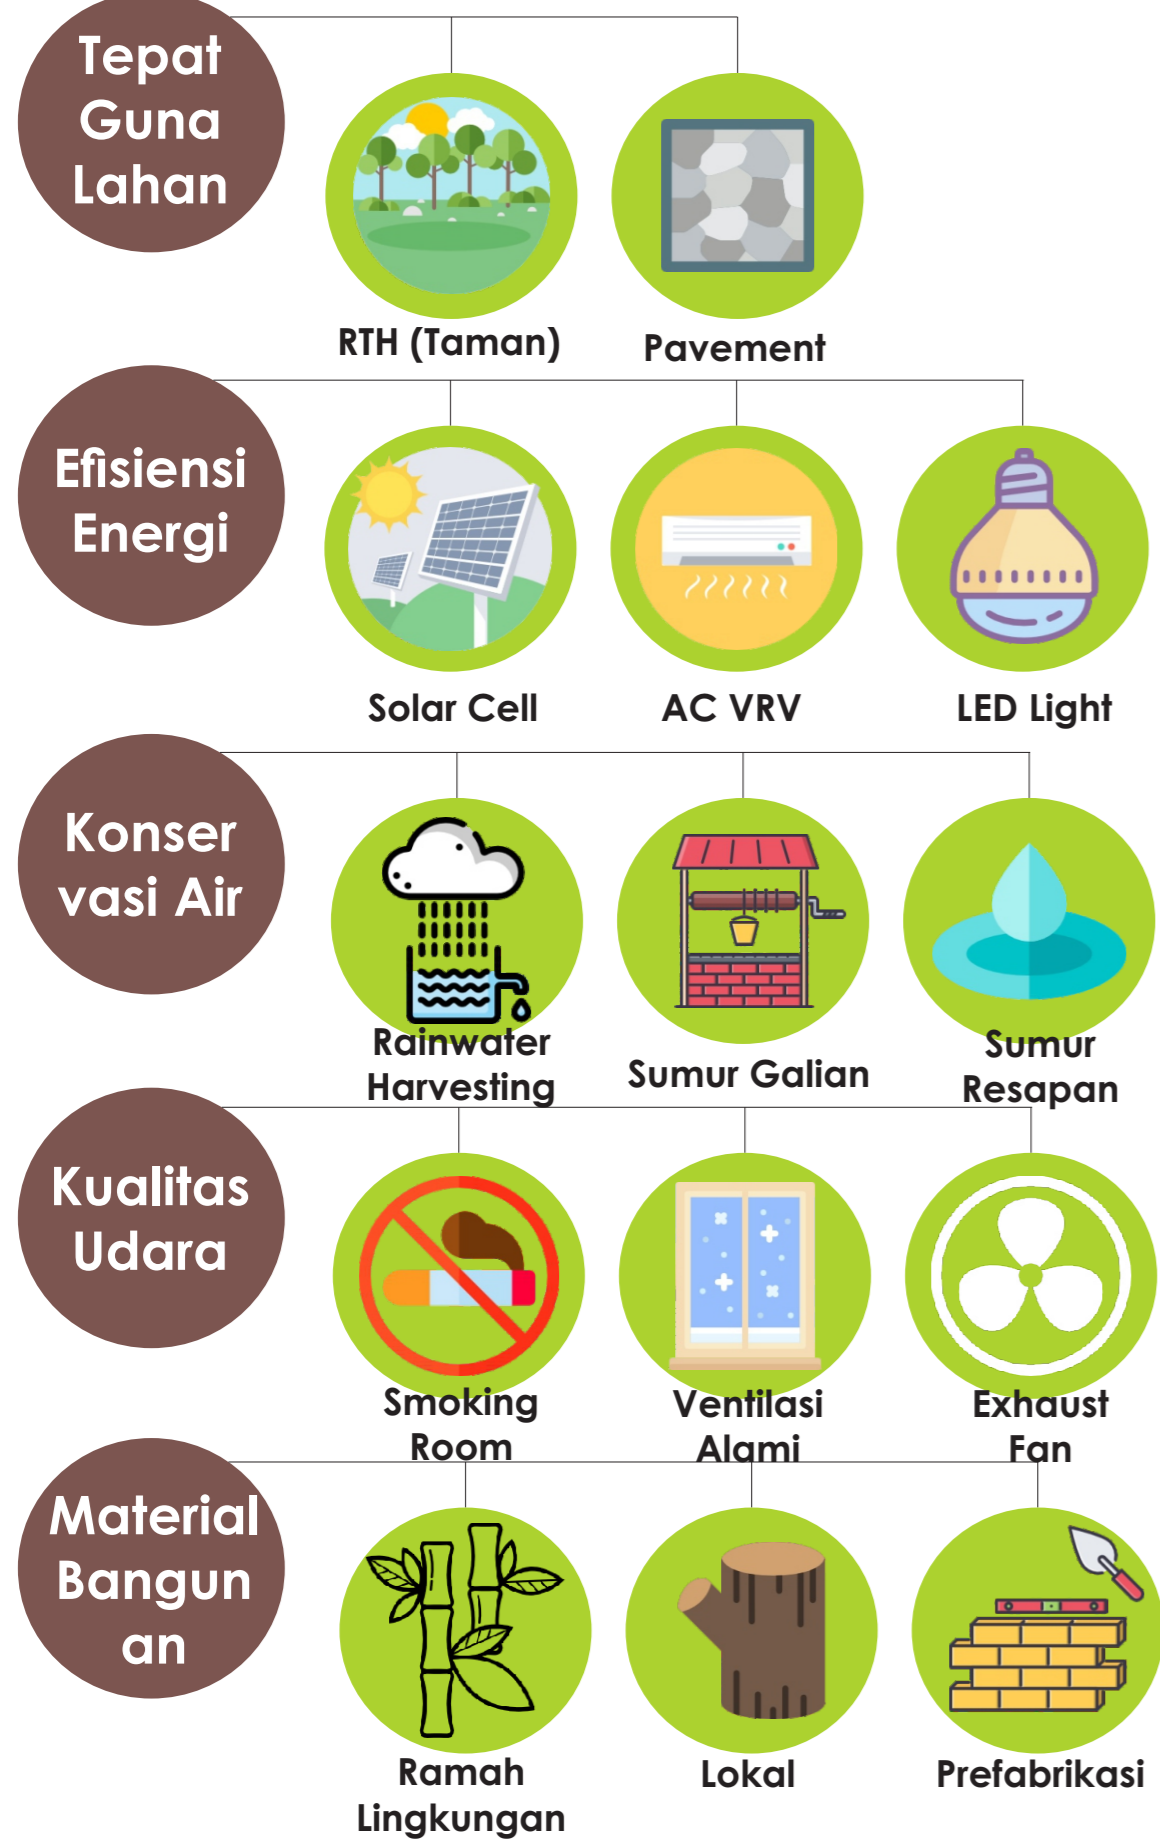 Tepat
Guna
Lahan
RTH (Taman)
Pavement
Efisiensi
Energi
Solar Cell
AC VRV
LED Light
Konser
vasi Air
Rainwater
Harvesting
Sumur Galian
Sumur
Resapan
Kualitas
Udara
Smoking
Room
Ventilasi
Alami
Exhaust
Fan
Material
Bangun
an
Ramah
Lingkungan
Lokal
Prefabrikasi